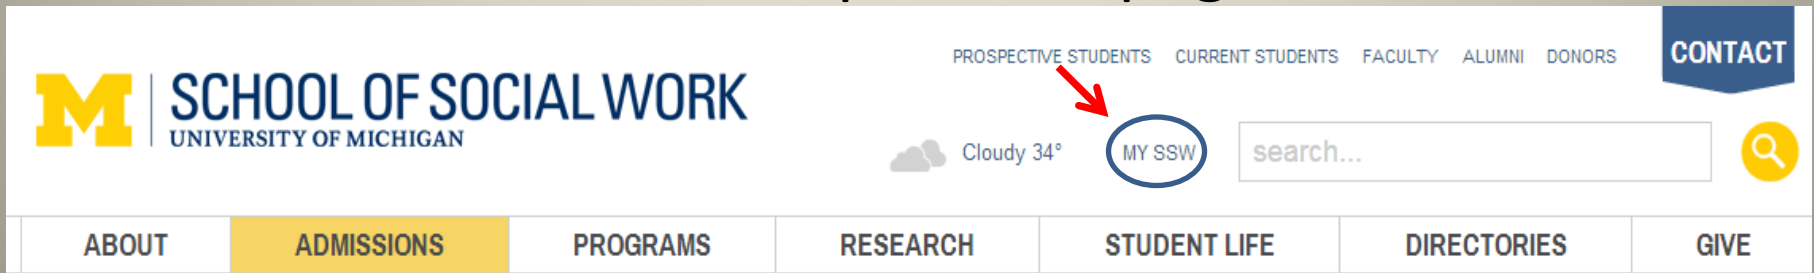 PROSPECTIVE STUDENTS CURRENT STUDENTS FACULTY ALUMNI DONORS
CONTACT
M SCHOOL OF SOCIAL WORK
UNIVERSITY OF MICHIGAN
Cloudy 34° MY SSW search...
ABOUT ADMISSIONS PROGRAMS RESEARCH STUDENT LIFE DIRECTORIES GIVE